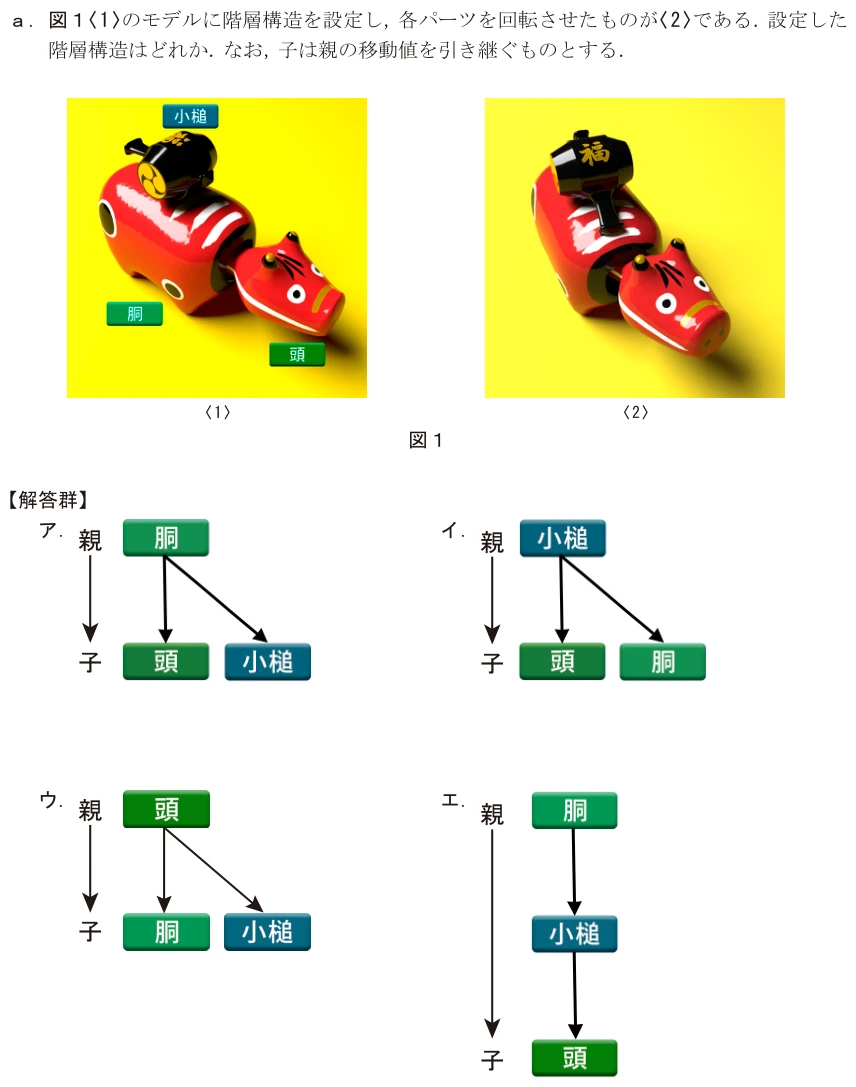 a．図1〈1〉のモデルに階層構造を設定し，各パーツを回転させたものが〈2〉である．設定した
階層構造はどれか．なお，子は親の移動値を引き継ぐものとする．
小槌
胴
頭
福
〈1〉
〈2〉
図1
【解答群】
ア．
親
胴
子
頭
小槌
イ．
親
小槌
子
頭
胴
ウ．
親
頭
子
胴
小槌
エ．
親
胴
小槌
子
頭